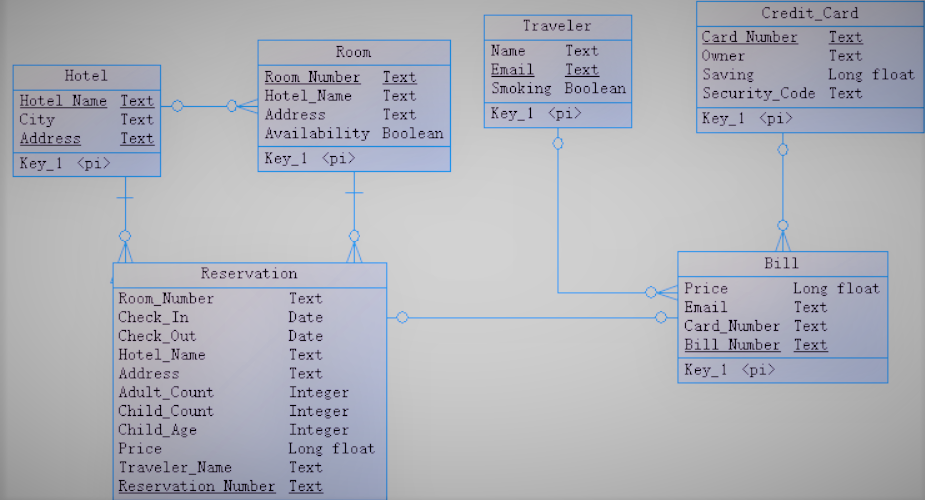 Hotel
Hotel_Name Text
City Text
Address Text
Key_1 <pi>
Room
Room_Number Text
Hotel_Name Text
Address Text
Availability Boolean
Key_1 <pi>
Traveler
Name Text
Email Text
Smoking Boolean
Key_1 <pi>
Credit_Card
Card_Number Text
Owner Text
Saving Long float
Security_Code Text
Key_1 <pi>
Reservation
Room_Number Text
Check_In Date
Check_Out Date
Hotel_Name Text
Address Text
Adult_Count Integer
Child_Count Integer
Child_Age Integer
Price Long float
Traveler_Name Text
Reservation_Number Text
Bill
Price Long float
Email Text
Card_Number Text
Bill_Number Text
Key_1 <pi>